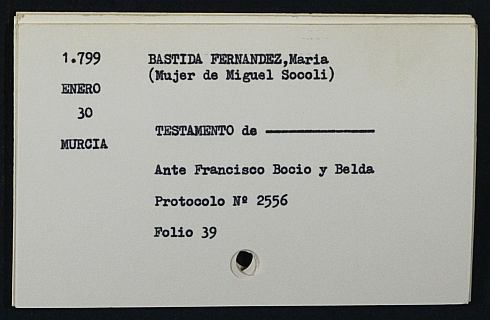 1.799 BASTIDA FERNANDEZ,Maria
(Mujer de Miguel Socoli)
ENERO
30
TESTAMENTO de
MURCIA
Ante Francisco Bocio y Belda
Protocolo Nº 2556
Folio 39